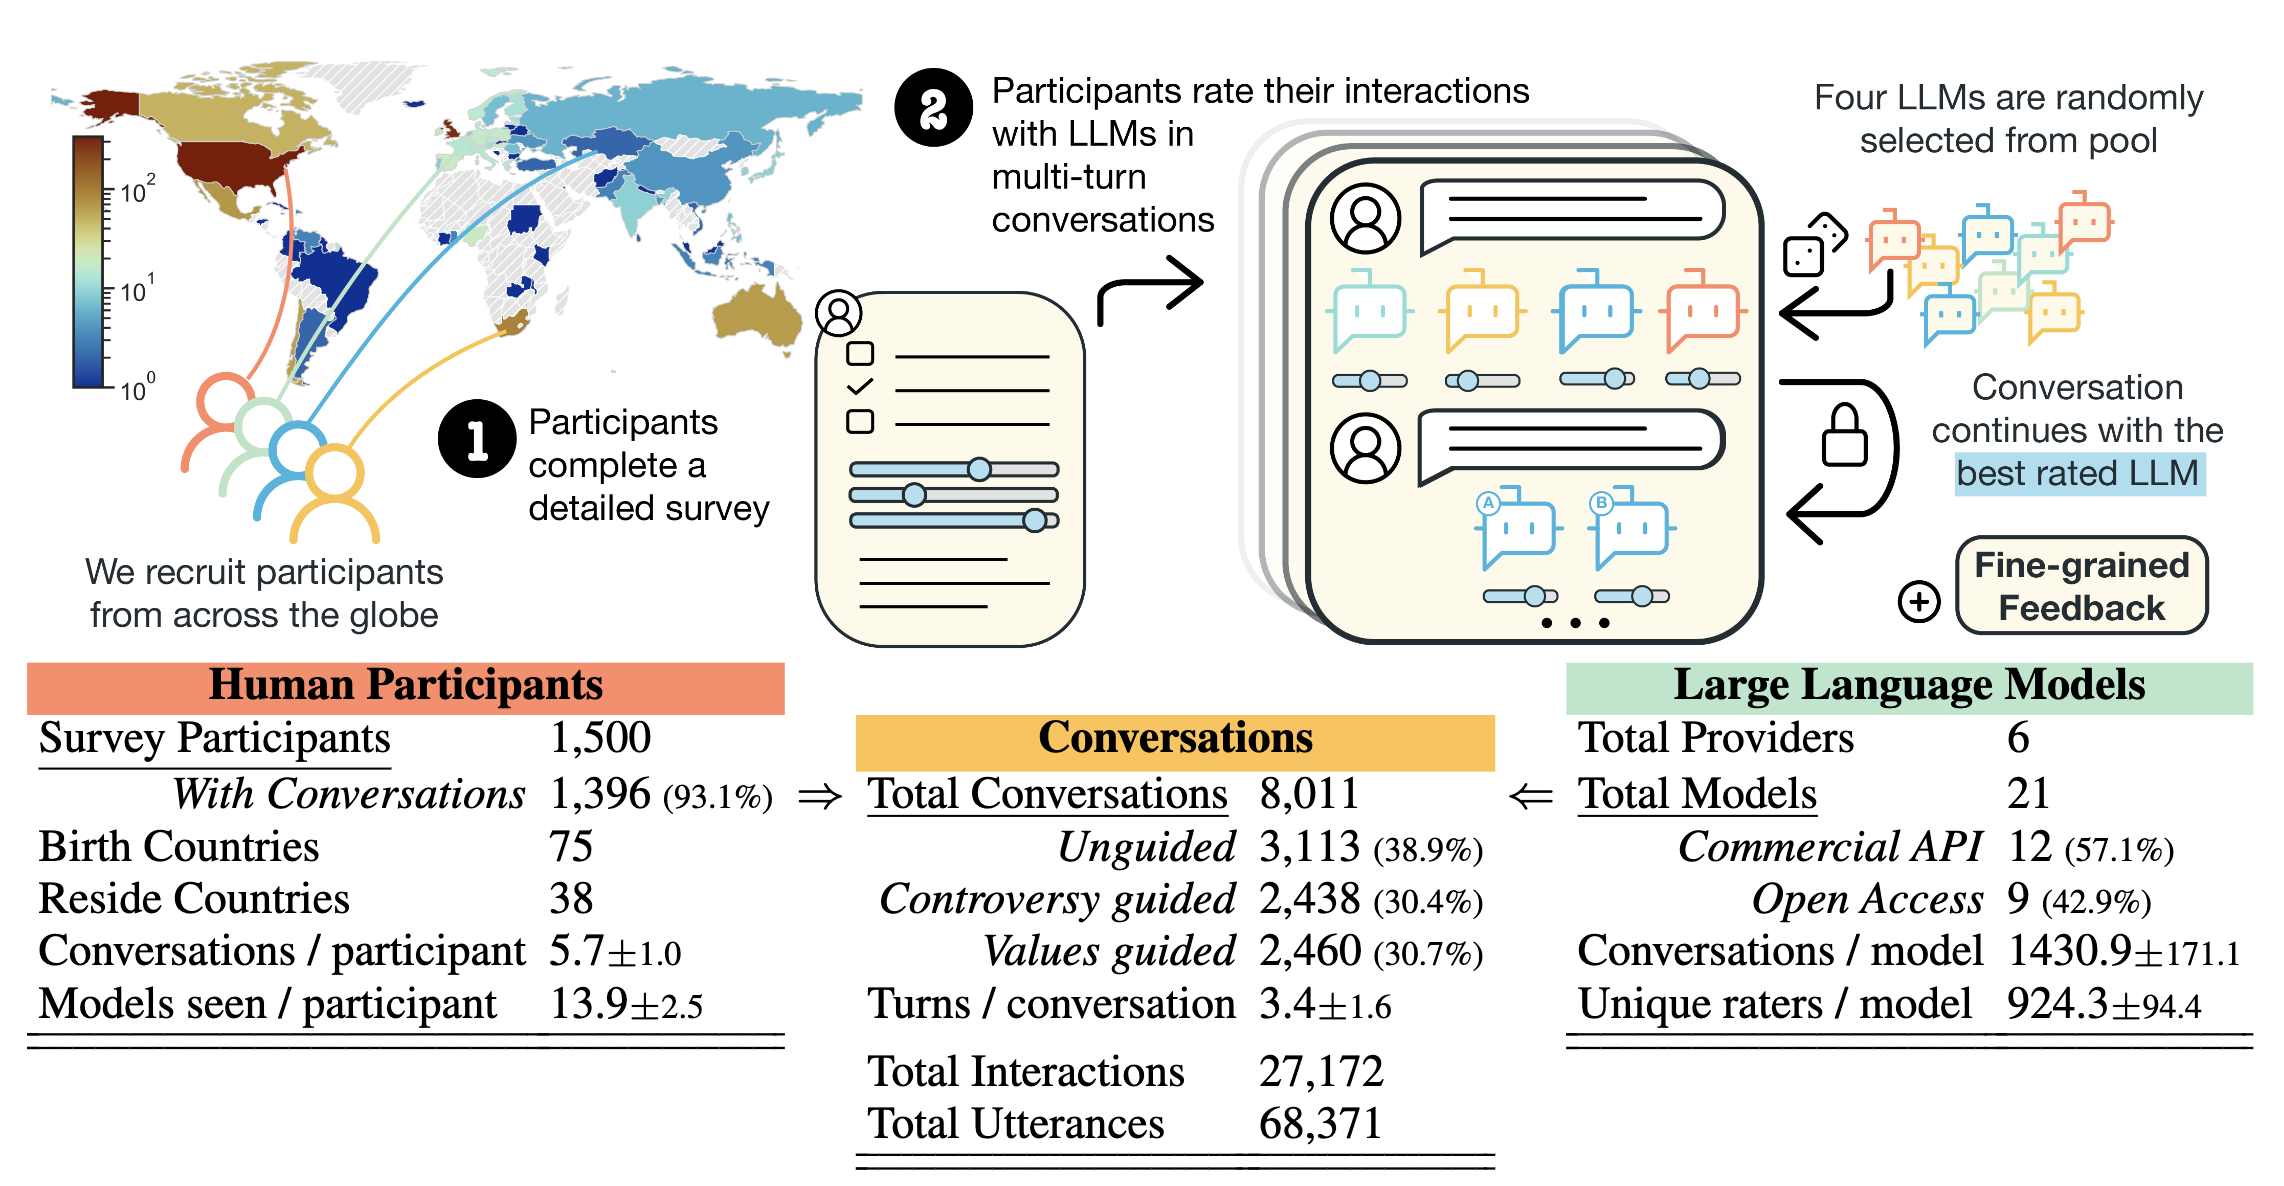 10²
10¹
10⁰
We recruit participants
from across the globe
1
Participants
complete a
detailed survey
2
Participants rate their interactions
with LLMs in
multi-turn
conversations
A
B
Four LLMs are randomly
selected from pool
Conversation
continues with the
best rated LLM
+
Fine-grained
Feedback
Human Participants
Survey Participants 1,500
With Conversations 1,396 (93.1%) ⇒
Birth Countries 75
Reside Countries 38
Conversations / participant 5.7±1.0
Models seen / participant 13.9±2.5
Conversations
Total Conversations 8,011
Unguided 3,113 (38.9%)
Controversy guided 2,438 (30.4%)
Values guided 2,460 (30.7%)
Turns / conversation 3.4±1.6
Total Interactions 27,172
Total Utterances 68,371
Large Language Models
Total Providers 6
⇐ Total Models 21
Commercial API 12 (57.1%)
Open Access 9 (42.9%)
Conversations / model 1430.9±171.1
Unique raters / model 924.3±94.4